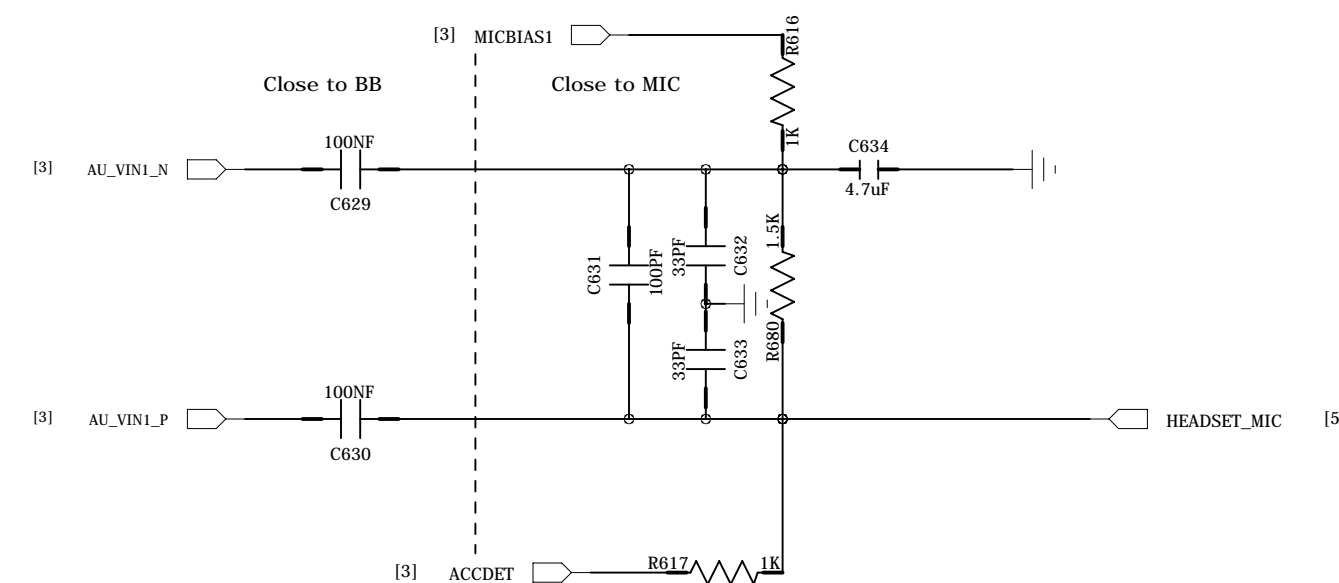 [3] MICBIAS1
R616
Close to BB
Close to MIC
1K
100NF
C634
[3] AU_VIN1_N
4.7uF
C629
1.5K
33PF
C632
C631
100PF
R680
33PF
C633
100NF
[3] AU_VIN1_P
HEADSET_MIC [5
C630
R617
1K
[3] ACCDET